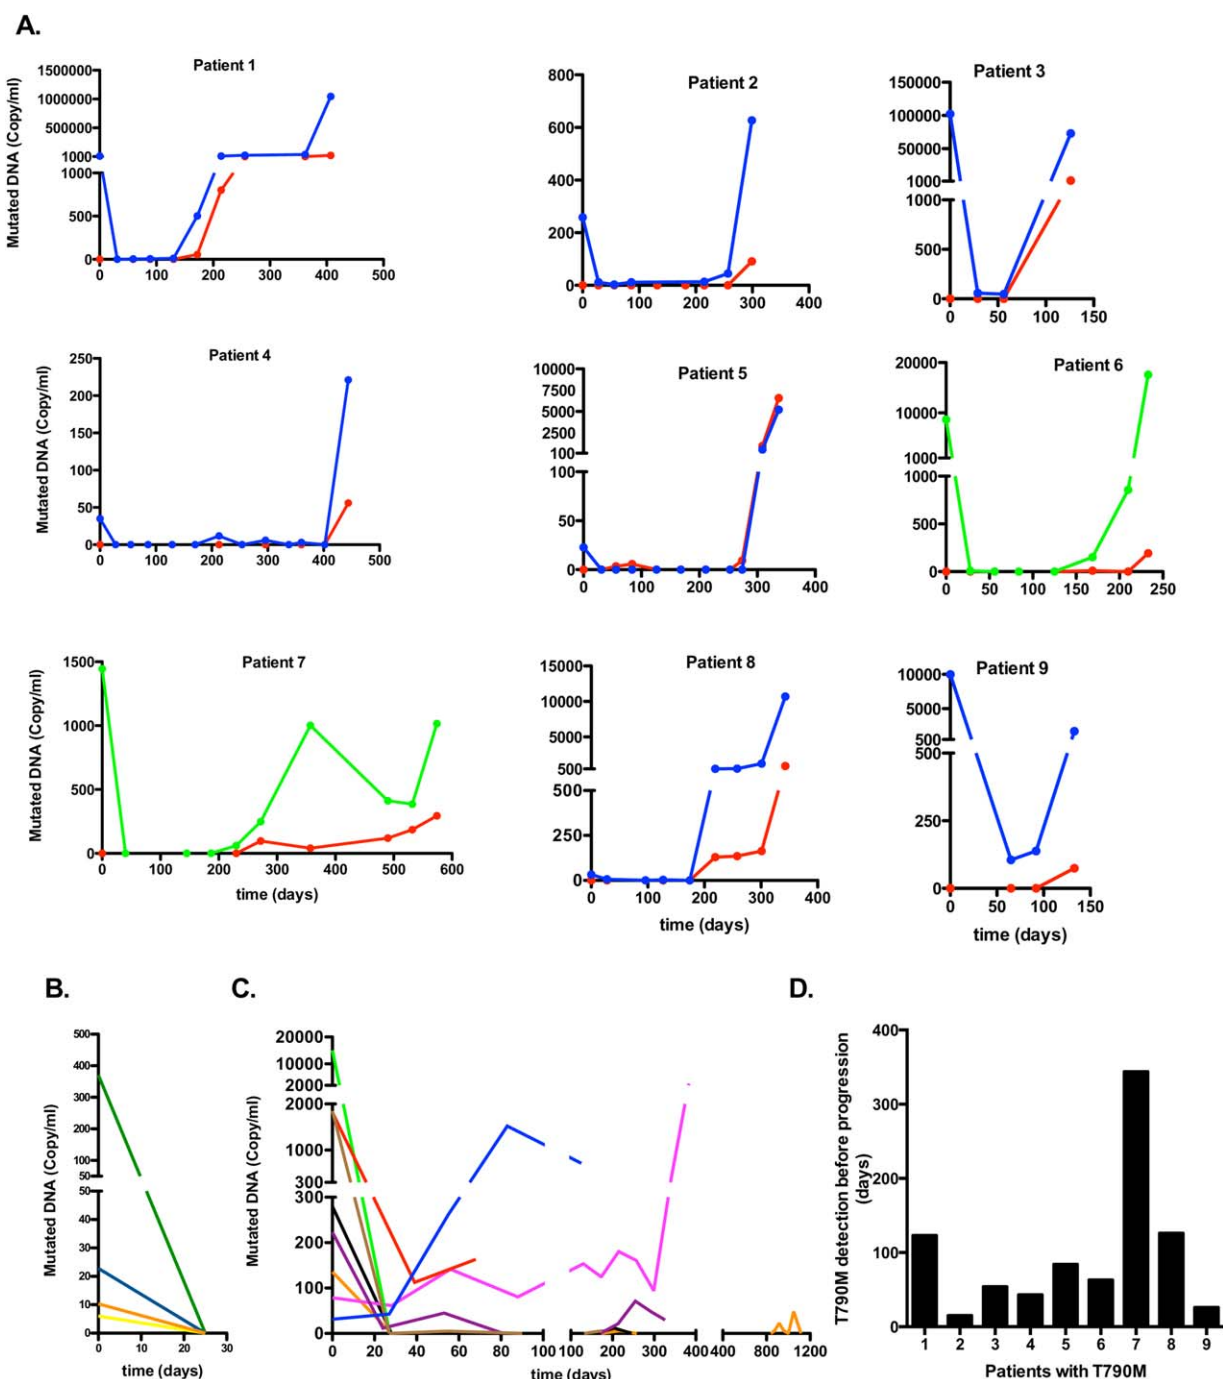 A.
Patient 1
Mutated DNA (Copy/ml)
1500000
1000000
500000
1000
1000
500
0
0 100 200 300 400 500
Patient 2
800
600
400
200
0
0 100 200 300 400
Patient 3
150000
100000
50000
1000
1000
500
0
0 50 100 150
Patient 4
Mutated DNA (Copy/ml)
250
200
150
100
50
0
0 100 200 300 400 500
Patient 5
10000
7500
5000
2500
100
100
50
0
0 100 200 300 400
Patient 6
20000
10000
1000
1000
500
0
0 50 100 150 200 250
Patient 7
Mutated DNA (Copy/ml)
1500
1000
500
0
0 100 200 300 400 500 600
time (days)
Patient 8
15000
10000
5000
500
500
250
0
0 100 200 300 400
time (days)
Patient 9
10000
5000
500
500
250
0
0 50 100 150
time (days)
B.
Mutated DNA (Copy/ml)
500
400
300
200
100
50
50
40
30
20
10
0
0 10 20 30
time (days)
C.
Mutated DNA (Copy/ml)
20000
10000
2000
2000
1000
300
300
200
100
0
0 20 40 60 80 100 200 300 400 400 800 1200
time (days)
D.
T790M detection before progression
(days)
400
300
200
100
0
1 2 3 4 5 6 7 8 9
Patients with T790M